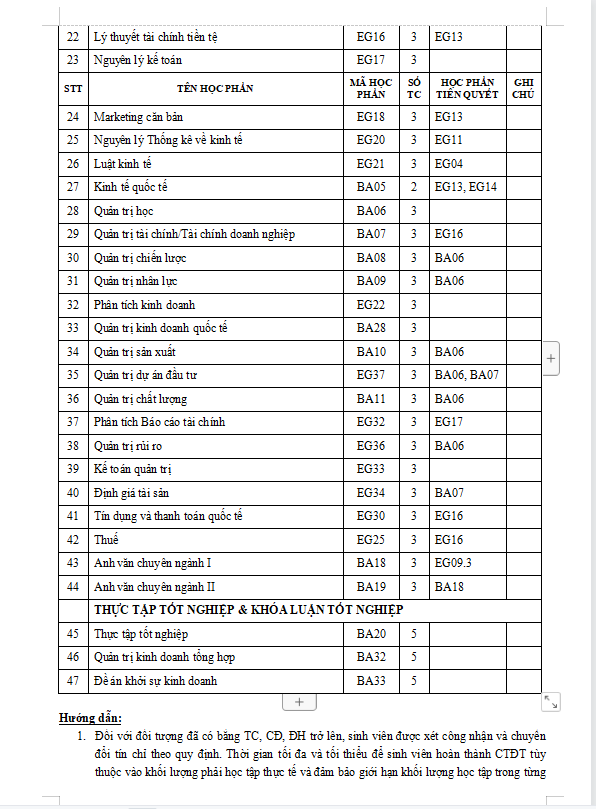 22 Lý thuyết tài chính tiền tệ EG16 3 EG13
23 Nguyên lý kế toán EG17 3
STT TÊN HỌC PHẦN MÃ HỌC PHẦN SỐ TC HỌC PHẦN TIÊN QUYẾT GHI CHÚ
24 Marketing căn bản EG18 3 EG13
25 Nguyên lý Thống kê về kinh tế EG20 3 EG11
26 Luật kinh tế EG21 3 EG04
27 Kinh tế quốc tế BA05 2 EG13, EG14
28 Quản trị học BA06 3
29 Quản trị tài chính/Tài chính doanh nghiệp BA07 3 EG16
30 Quản trị chiến lược BA08 3 BA06
31 Quản trị nhân lực BA09 3 BA06
32 Phân tích kinh doanh EG22 3
33 Quản trị kinh doanh quốc tế BA28 3
34 Quản trị sản xuất BA10 3 BA06
35 Quản trị dự án đầu tư EG37 3 BA06, BA07
36 Quản trị chất lượng BA11 3 BA06
37 Phân tích Báo cáo tài chính EG32 3 EG17
38 Quản trị rủi ro EG36 3 BA06
39 Kế toán quản trị EG33 3
40 Định giá tài sản EG34 3 BA07
41 Tín dụng và thanh toán quốc tế EG30 3 EG16
42 Thuế EG25 3 EG16
43 Anh văn chuyên ngành I BA18 3 EG09.3
44 Anh văn chuyên ngành II BA19 3 BA18
THỰC TẬP TỐT NGHIỆP & KHÓA LUẬN TỐT NGHIỆP
45 Thực tập tốt nghiệp BA20 5
46 Quản trị kinh doanh tổng hợp BA32 5
47 Đề án khởi sự kinh doanh BA33 5
Hướng dẫn:
1. Đối với đối tượng đã có bằng TC, CĐ, ĐH trở lên, sinh viên được xét công nhận và chuyển
đổi tín chỉ theo quy định. Thời gian tối đa và tối thiểu để sinh viên hoàn thành CTĐT tùy
thuộc vào khối lượng phải học tập thực tế và đảm bảo giới hạn khối lượng học tập trong từng